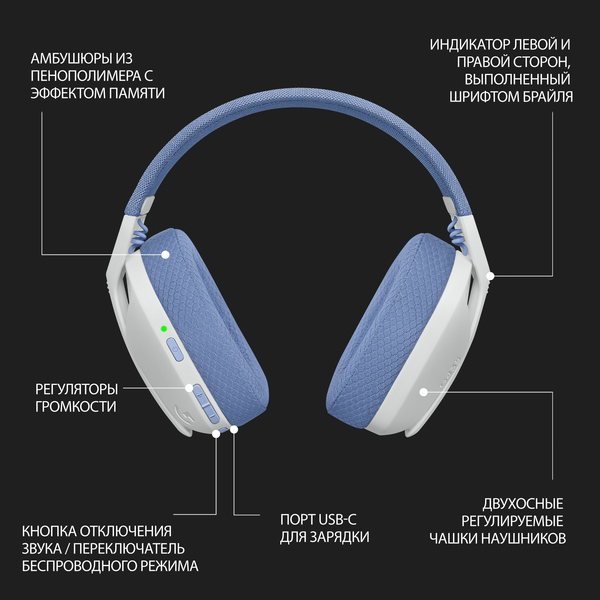 АМБУШЮРЫ ИЗ
ПЕНОПОЛИМЕРА С
ЭФФЕКТОМ ПАМЯТИ
ИНДИКАТОР ЛЕВОЙ И
ПРАВОЙ СТОРОН,
ВЫПОЛНЕННЫЙ
ШРИФТОМ БРАЙЛЯ
РЕГУЛЯТОРЫ
ГРОМКОСТИ
КНОПКА ОТКЛЮЧЕНИЯ
ЗВУКА / ПЕРЕКЛЮЧАТЕЛЬ
БЕСПРОВОДНОГО РЕЖИМА
ПОРТ USB-C
ДЛЯ ЗАРЯДКИ
ДВУХОСНЫЕ
РЕГУЛИРУЕМЫЕ
ЧАШКИ НАУШНИКОВ